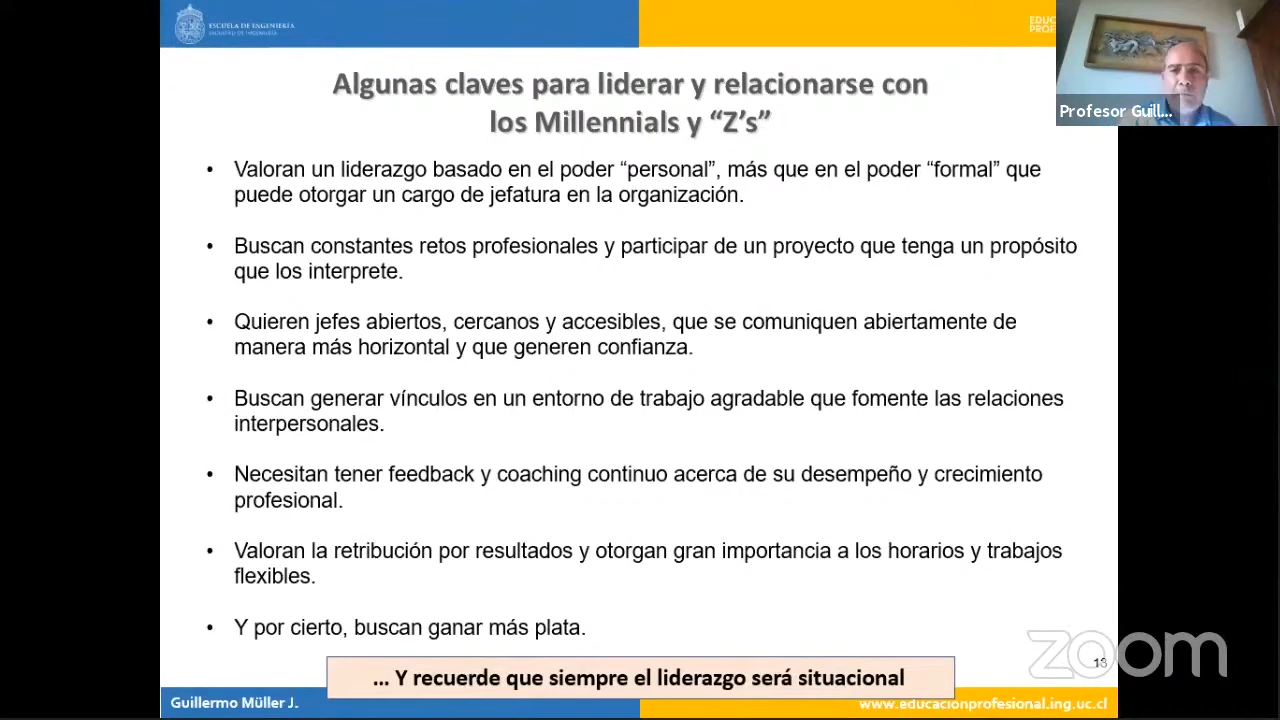 ESCUELA DE INGENIERÍA
FACULTAD DE INGENIERÍA
EDUC
PROF
Profesor Guill...
Algunas claves para liderar y relacionarse con
los Millennials y “Z’s”
• Valoran un liderazgo basado en el poder “personal”, más que en el poder “formal” que
puede otorgar un cargo de jefatura en la organización.
• Buscan constantes retos profesionales y participar de un proyecto que tenga un propósito
que los interprete.
• Quieren jefes abiertos, cercanos y accesibles, que se comuniquen abiertamente de
manera más horizontal y que generen confianza.
• Buscan generar vínculos en un entorno de trabajo agradable que fomente las relaciones
interpersonales.
• Necesitan tener feedback y coaching continuo acerca de su desempeño y crecimiento
profesional.
• Valoran la retribución por resultados y otorgan gran importancia a los horarios y trabajos
flexibles.
• Y por cierto, buscan ganar más plata.
zoom
... Y recuerde que siempre el liderazgo será situacional
Guillermo Müller J.
www.educacionprofesional.ing.uc.cl